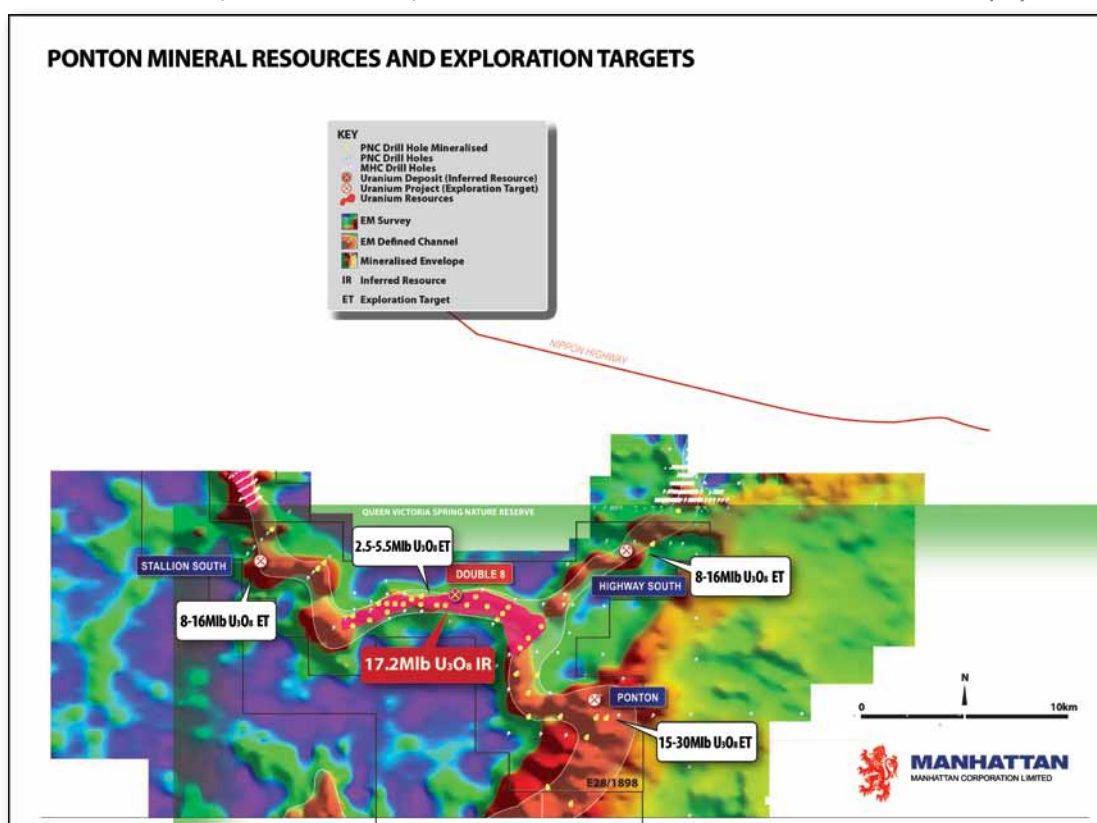 PONTON MINERAL RESOURCES AND EXPLORATION TARGETS
KEY
PNC Drill Hole Mineralised
PNC Drill Holes
MHC Drill Holes
Uranium Deposit (Inferred Resource)
Uranium Project (Exploration Target)
Uranium Resources
EM Survey
EM Defined Channel
Mineralised Envelope
IR Inferred Resource
ET Exploration Target
NIPPON HIGHWAY
QUEEN VICTORIA SPRING NATURE RESERVE
2.5-5.5Mlb U₃O₈ ET
STALLION SOUTH
DOUBLE 8
HIGHWAY SOUTH
8-16Mlb U₃O₈ ET
8-16Mlb U₃O₈ ET
17.2Mlb U₃O₈ IR
PONTON
15-30Mlb U₃O₈ ET
E28/1898
N
0 10km
MANHATTAN
MANHATTAN CORPORATION LIMITED